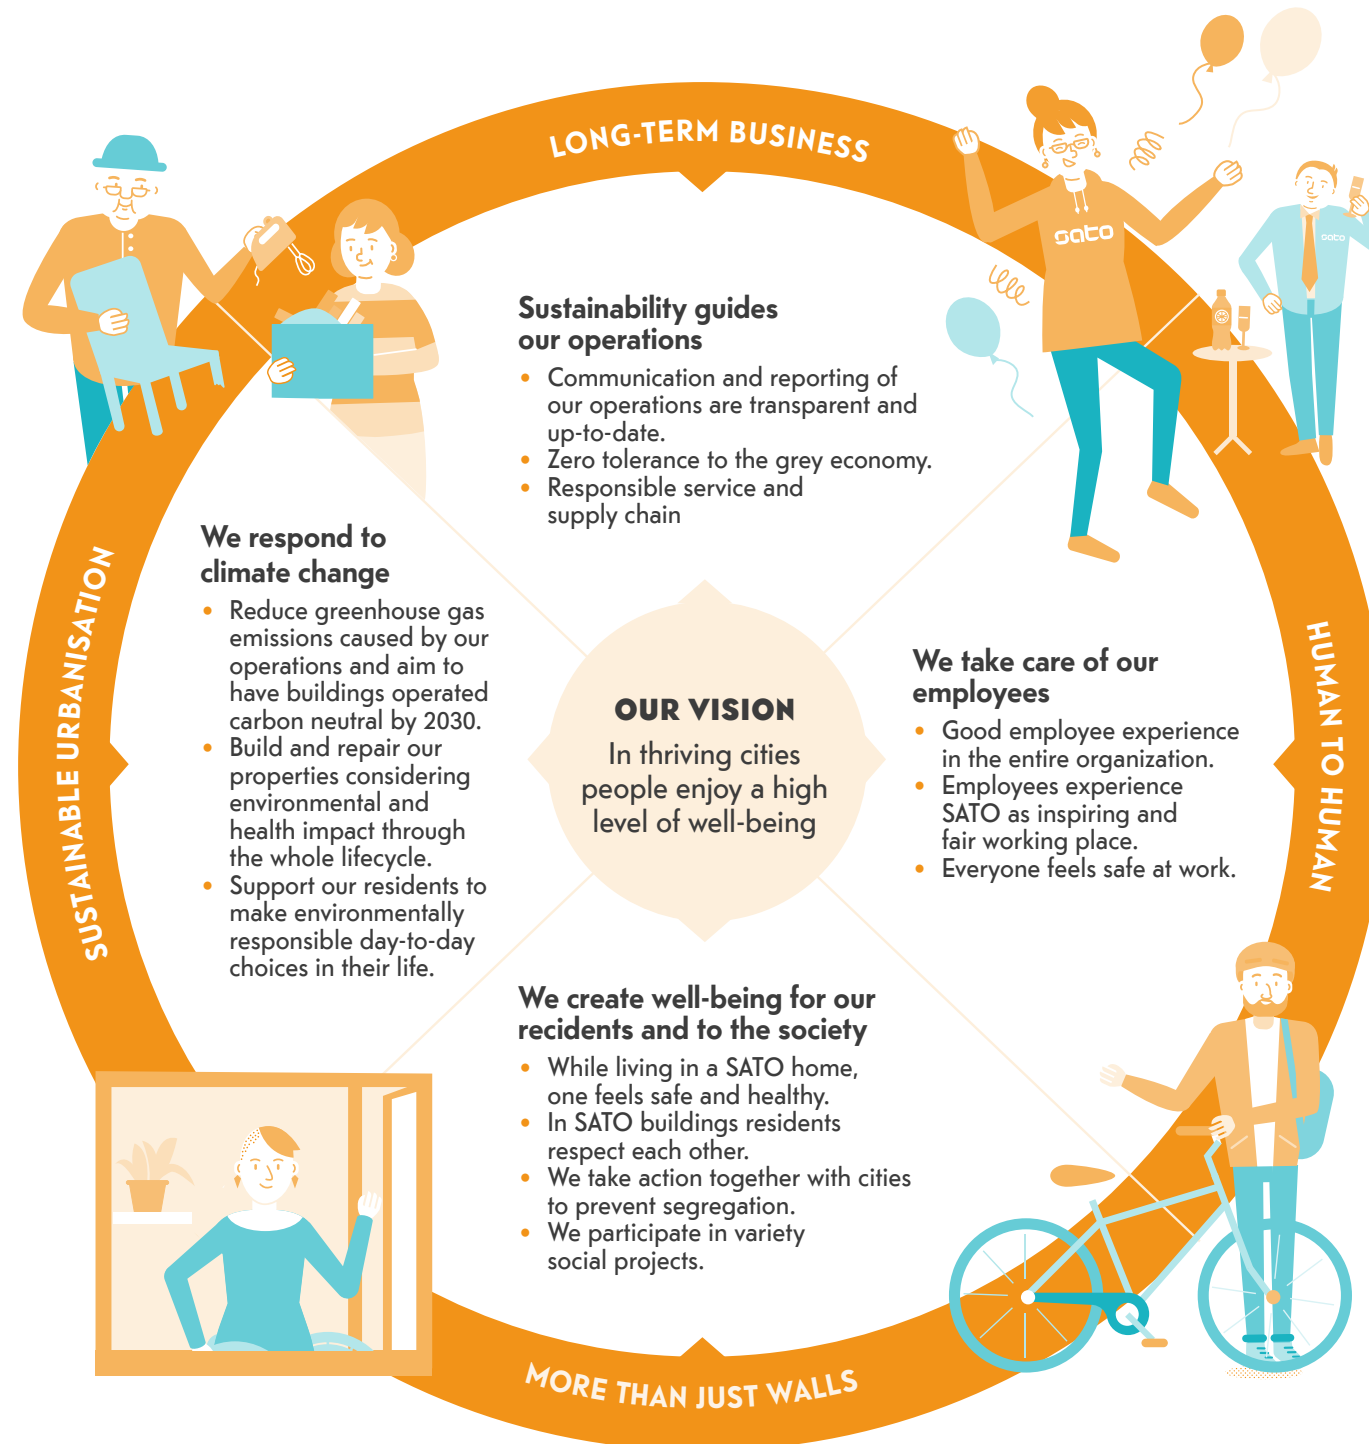 LONG-TERM BUSINESS
sato
sato
Sustainability guides
our operations
• Communication and reporting of
our operations are transparent and
up-to-date.
• Zero tolerance to the grey economy.
• Responsible service and
supply chain
SUSTAINABLE URBANISATION
We respond to
climate change
• Reduce greenhouse gas
emissions caused by our
operations and aim to
have buildings operated
carbon neutral by 2030.
• Build and repair our
properties considering
environmental and
health impact through
the whole lifecycle.
• Support our residents to
make environmentally
responsible day-to-day
choices in their life.
OUR VISION
In thriving cities
people enjoy a high
level of well-being
HUMAN TO HUMAN
We take care of our
employees
• Good employee experience
in the entire organization.
• Employees experience
SATO as inspiring and
fair working place.
• Everyone feels safe at work.
We create well-being for our
recidents and to the society
• While living in a SATO home,
one feels safe and healthy.
• In SATO buildings residents
respect each other.
• We take action together with cities
to prevent segregation.
• We participate in variety
social projects.
MORE THAN JUST WALLS